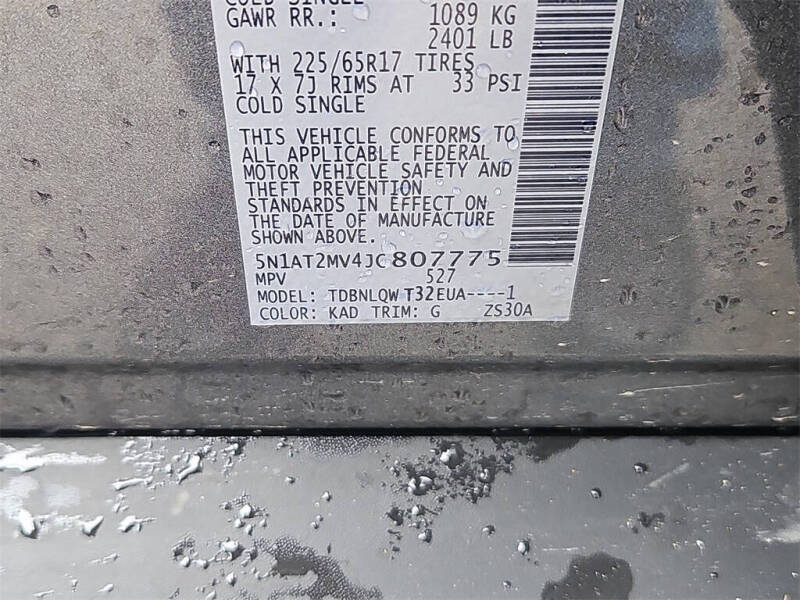 COLD SINGLE
GAWR RR.: 1089 KG
2401 LB
WITH 225/65R17 TIRES
17 X 7J RIMS AT 33 PSI
COLD SINGLE
THIS VEHICLE CONFORMS TO
ALL APPLICABLE FEDERAL
MOTOR VEHICLE SAFETY AND
THEFT PREVENTION
STANDARDS IN EFFECT ON
THE DATE OF MANUFACTURE
SHOWN ABOVE.
5N1AT2MV4JC807775
MPV 527
MODEL: TDBNLQW T32EUA----1
COLOR: KAD TRIM: G ZS30A